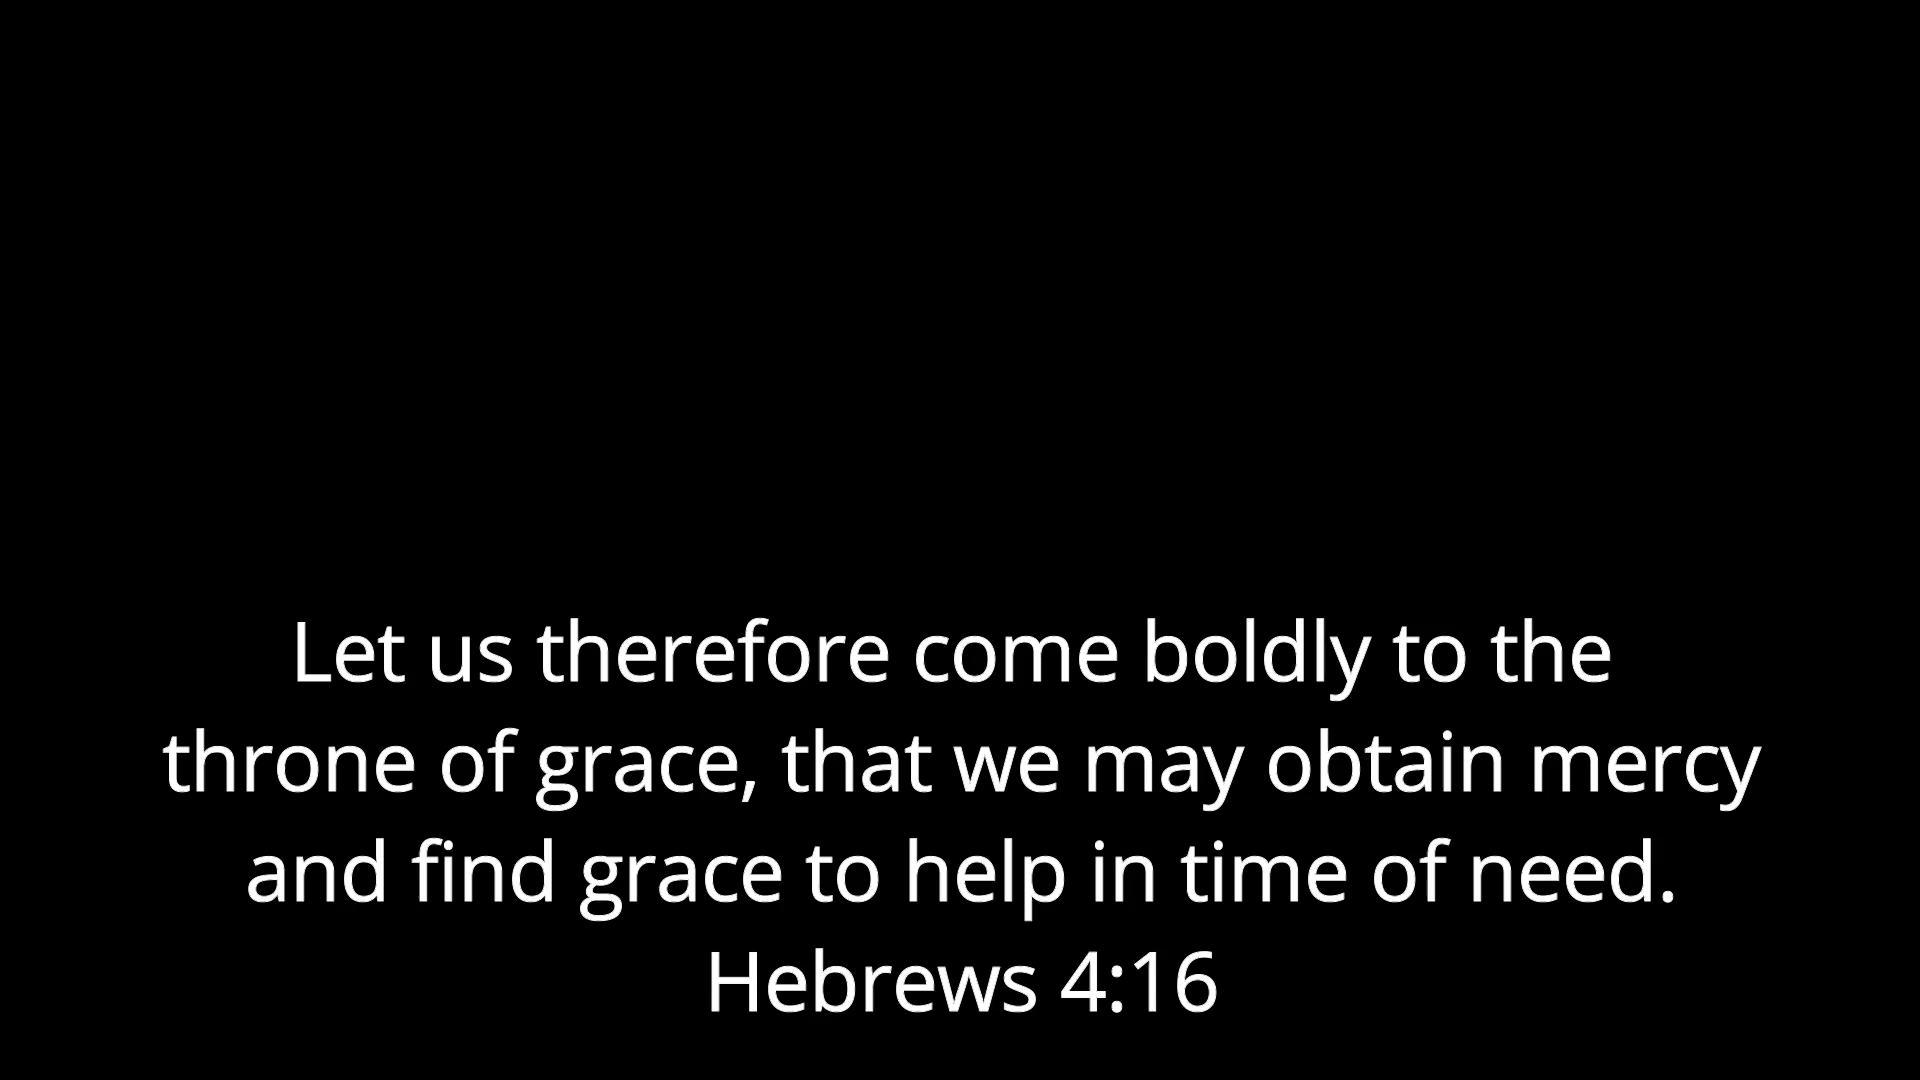 Let us therefore come boldly to the
throne of grace, that we may obtain mercy
and find grace to help in time of need.
Hebrews 4:16